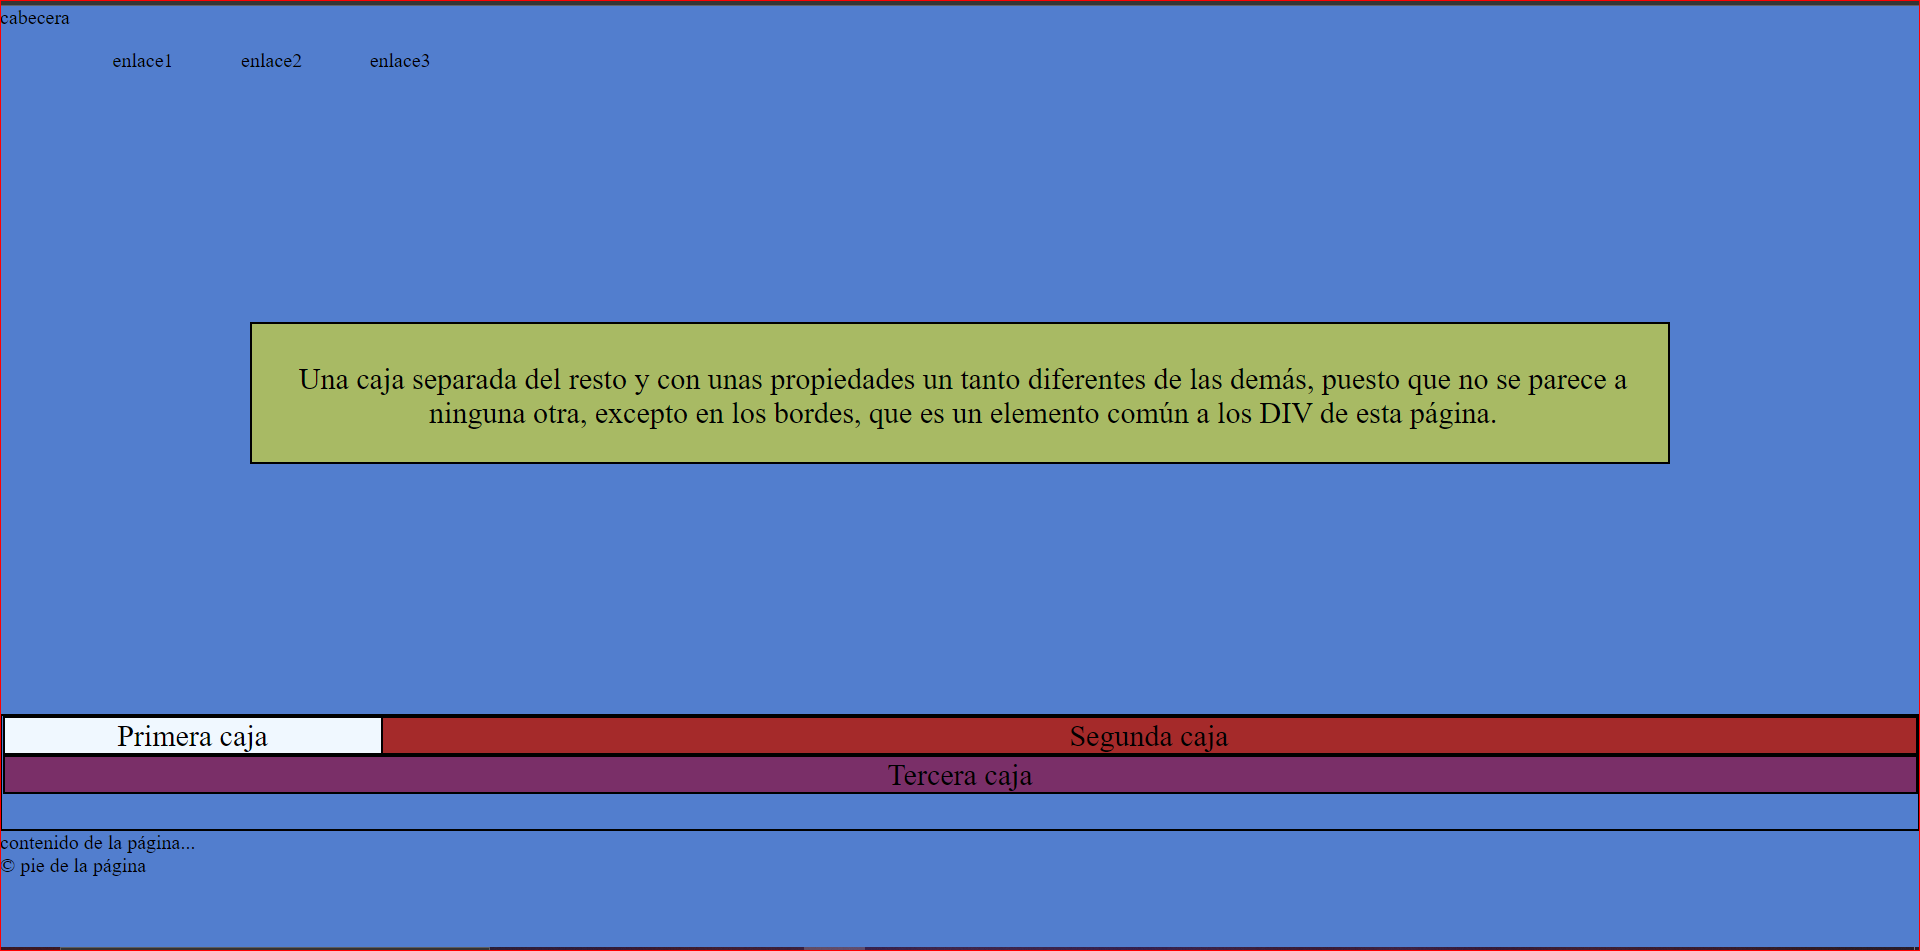 cabecera
enlace1 enlace2 enlace3
Una caja separada del resto y con unas propiedades un tanto diferentes de las demás, puesto que no se parece a
ninguna otra, excepto en los bordes, que es un elemento común a los DIV de esta página.
Primera caja Segunda caja
Tercera caja
contenido de la página...
© pie de la página